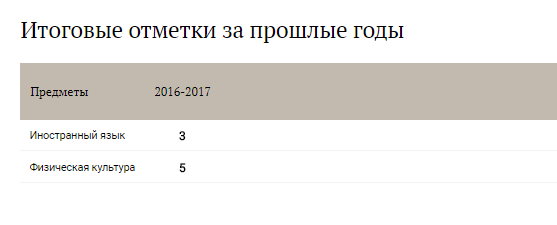 Итоговые отметки за прошлые годы
Предметы 2016-2017
Иностранный язык 3
Физическая культура 5